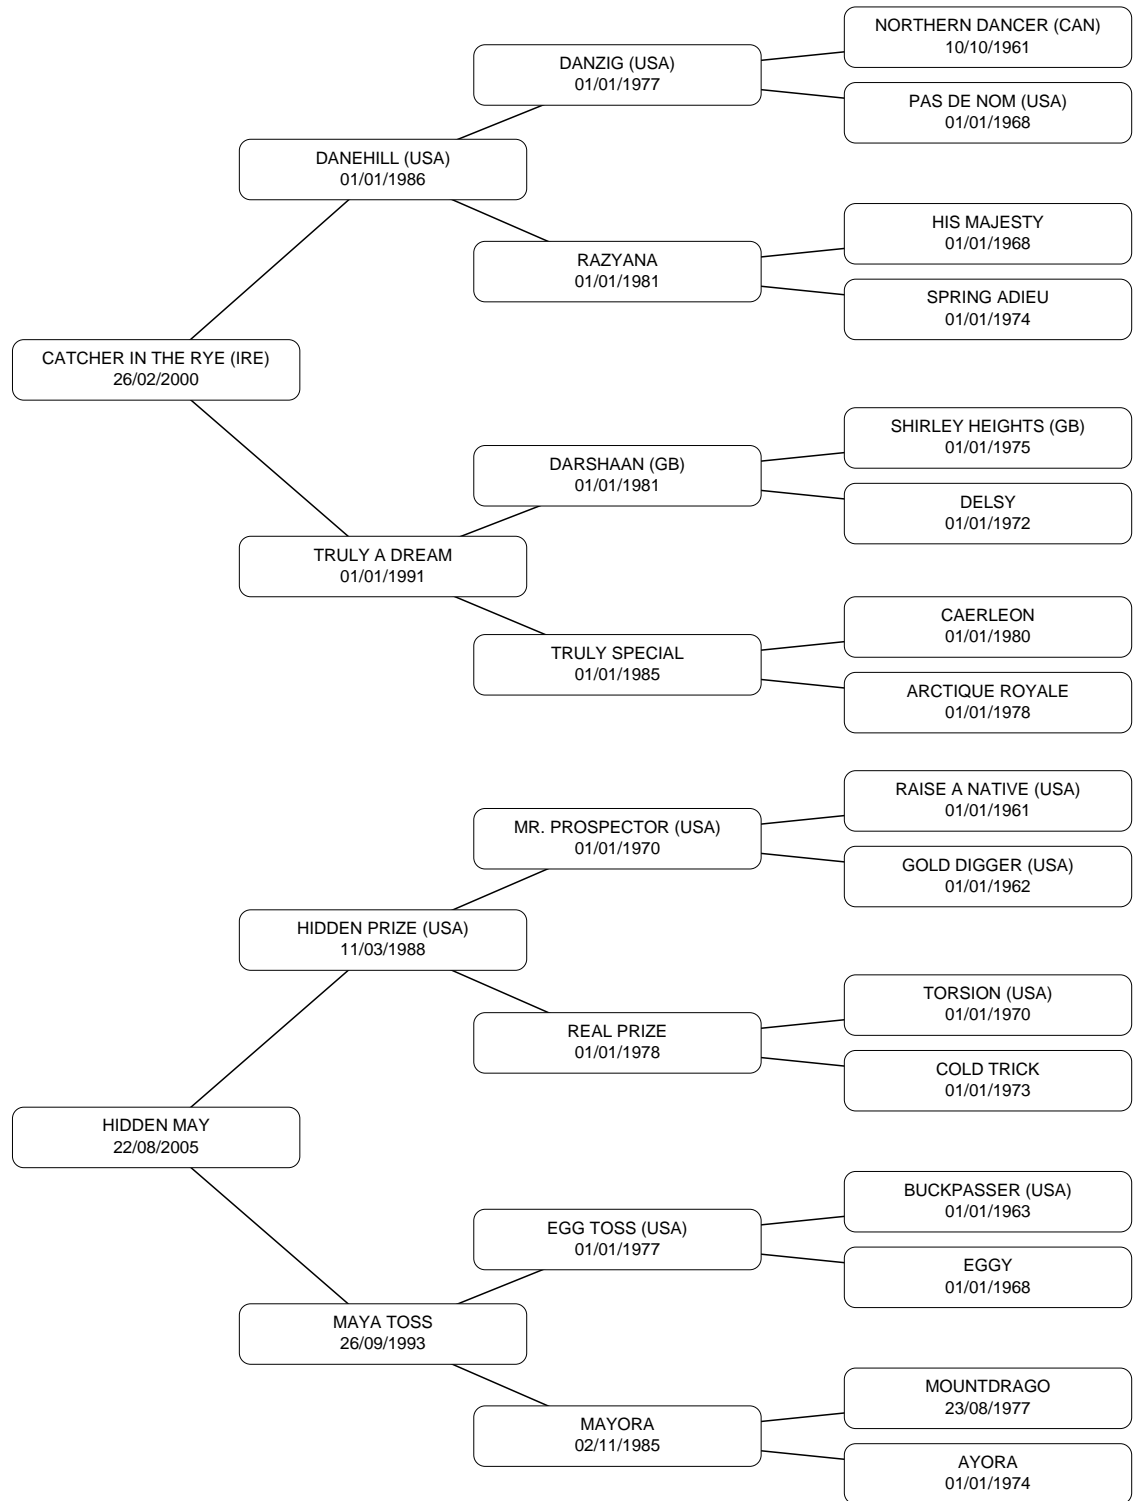 NORTHERN DANCER (CAN)
10/10/1961
DANZIG (USA)
01/01/1977
PAS DE NOM (USA)
01/01/1968
DANEHILL (USA)
01/01/1986
HIS MAJESTY
01/01/1968
RAZYANA
01/01/1981
SPRING ADIEU
01/01/1974
CATCHER IN THE RYE (IRE)
26/02/2000
SHIRLEY HEIGHTS (GB)
01/01/1975
DARSHAAN (GB)
01/01/1981
DELSY
01/01/1972
TRULY A DREAM
01/01/1991
CAERLEON
01/01/1980
TRULY SPECIAL
01/01/1985
ARCTIQUE ROYALE
01/01/1978
RAISE A NATIVE (USA)
01/01/1961
MR. PROSPECTOR (USA)
01/01/1970
GOLD DIGGER (USA)
01/01/1962
HIDDEN PRIZE (USA)
11/03/1988
TORSION (USA)
01/01/1970
REAL PRIZE
01/01/1978
COLD TRICK
01/01/1973
HIDDEN MAY
22/08/2005
BUCKPASSER (USA)
01/01/1963
EGG TOSS (USA)
01/01/1977
EGGY
01/01/1968
MAYA TOSS
26/09/1993
MOUNTDRAGO
23/08/1977
MAYORA
02/11/1985
AYORA
01/01/1974